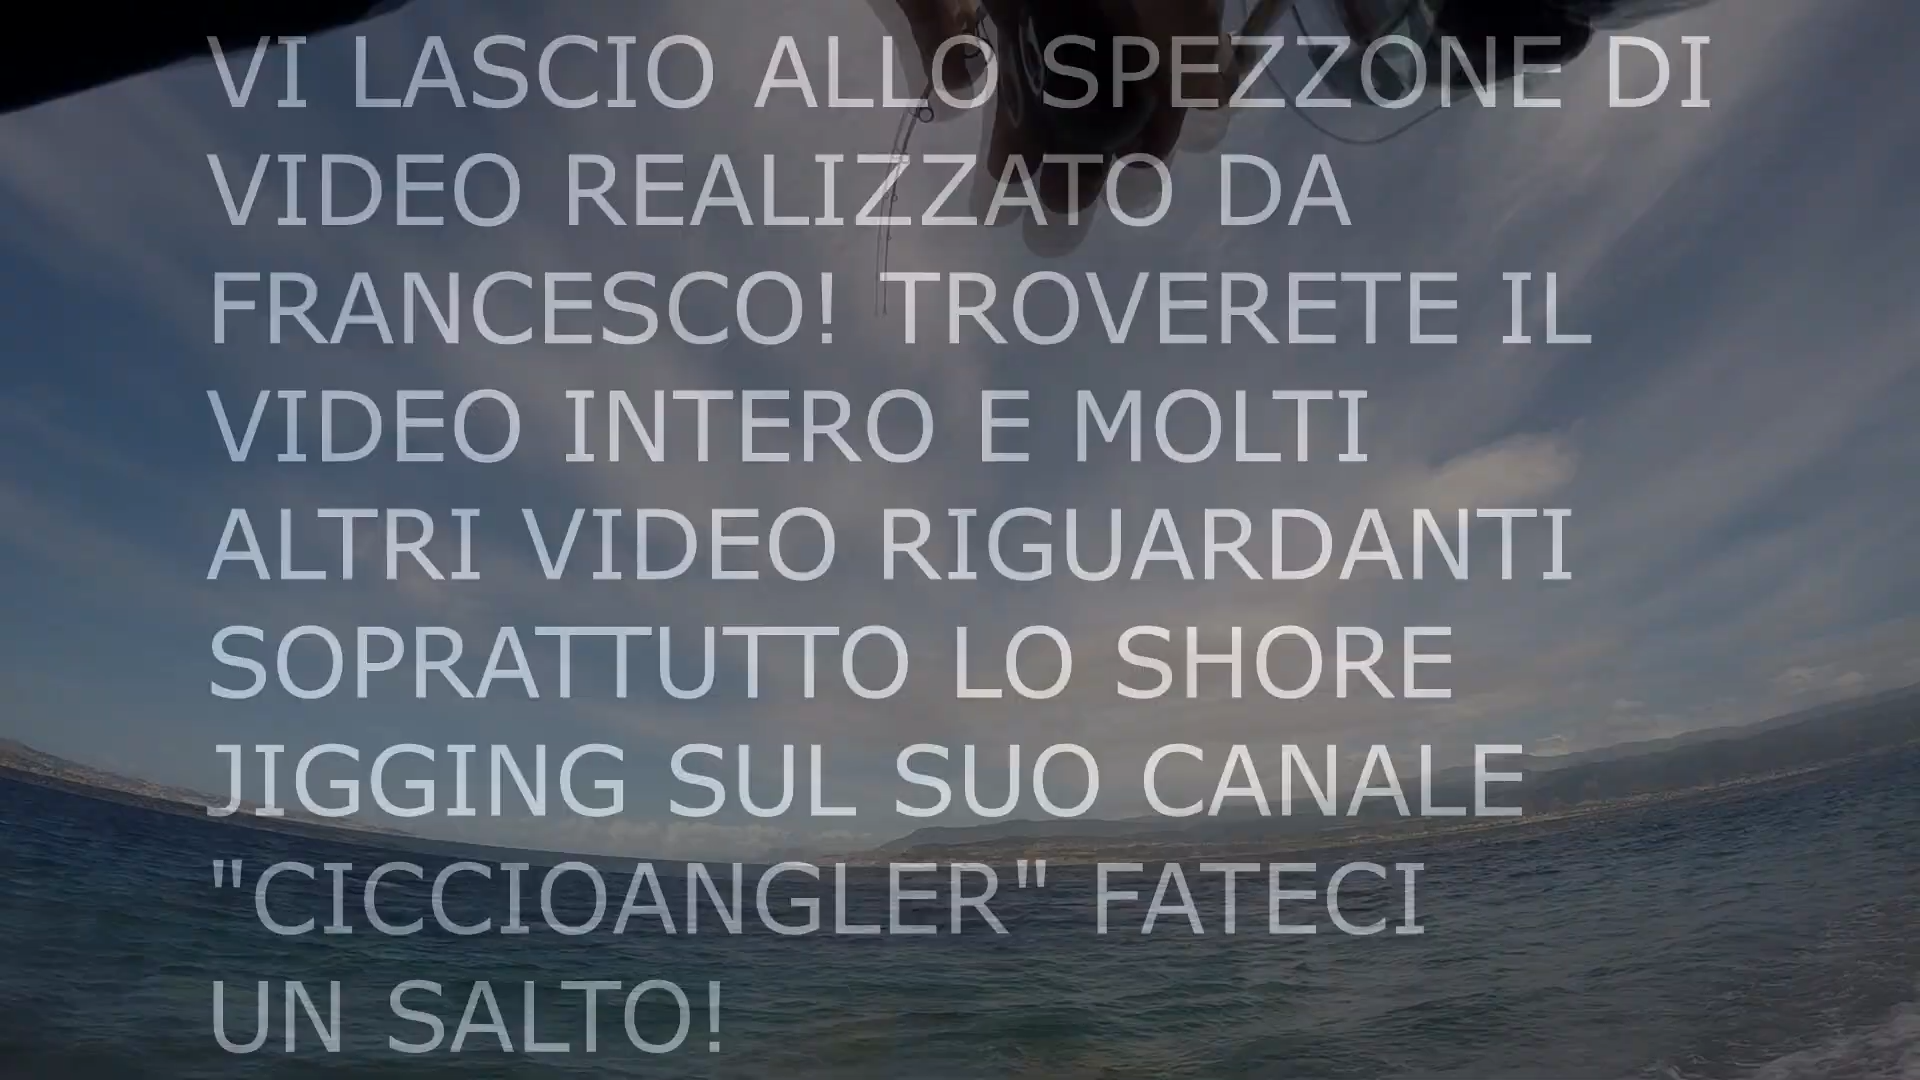 VI LASCIO ALLO SPEZZONE DI
VIDEO REALIZZATO DA
FRANCESCO! TROVERETE IL
VIDEO INTERO E MOLTI
ALTRI VIDEO RIGUARDANTI
SOPRATTUTTO LO SHORE
JIGGING SUL SUO CANALE
"CICCIOANGLER" FATECI
UN SALTO!